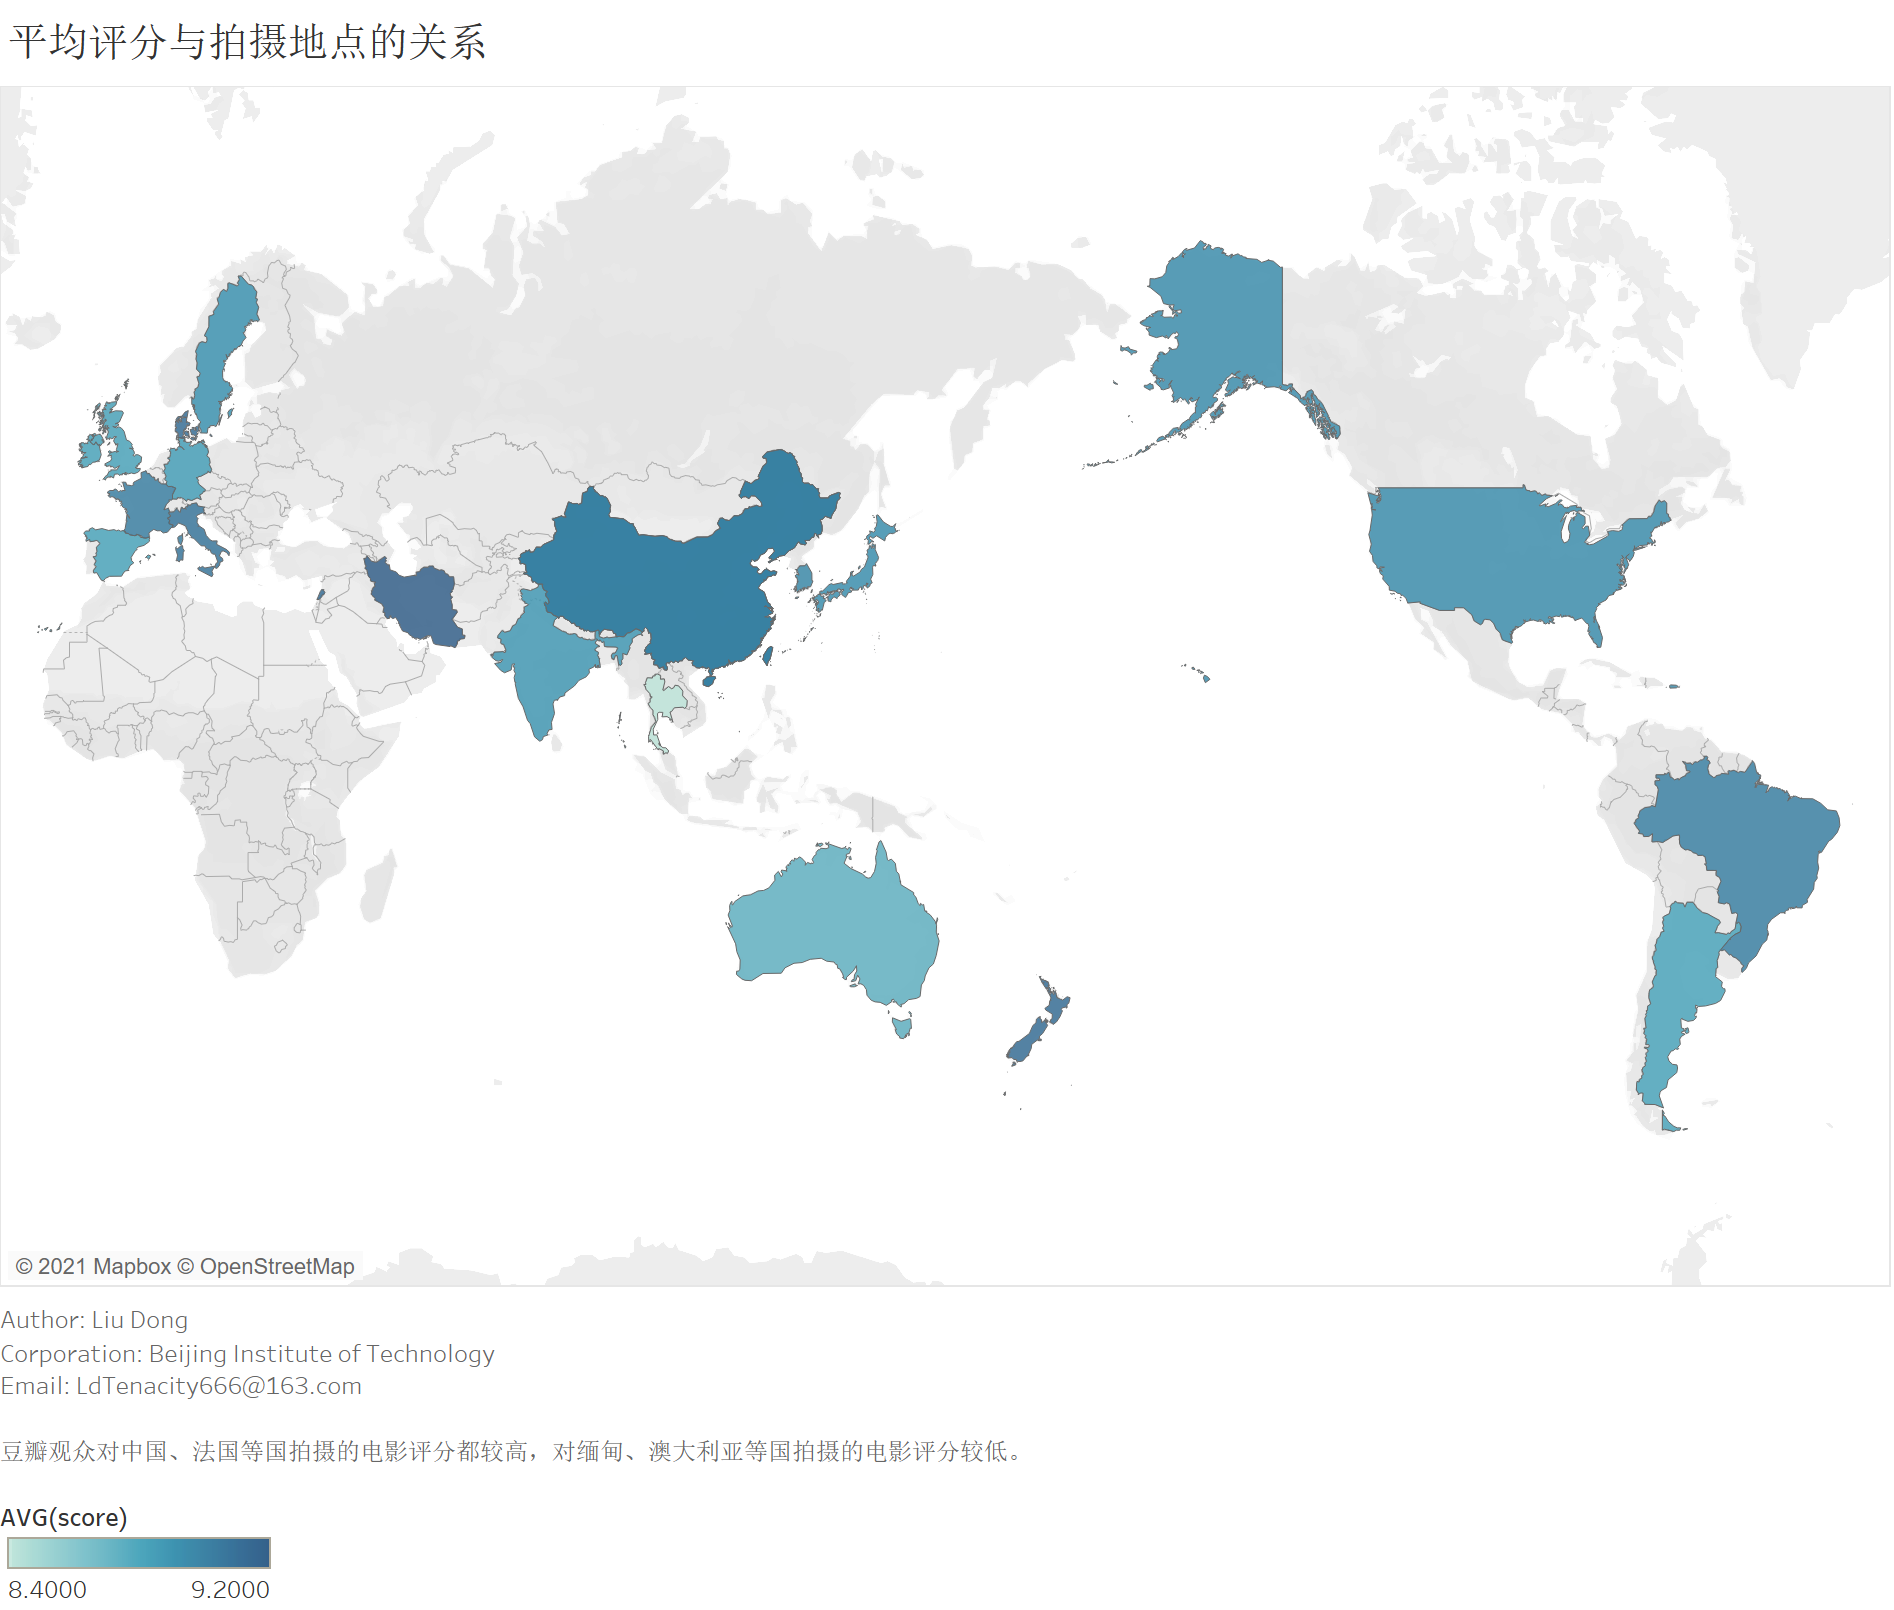 平均评分与拍摄地点的关系
© 2021 Mapbox © OpenStreetMap
Author: Liu Dong
Corporation: Beijing Institute of Technology
Email: LdTenacity666@163.com
豆瓣观众对中国、法国等国拍摄的电影评分都较高，对缅甸、澳大利亚等国拍摄的电影评分较低。
AVG(score)
8.4000 9.2000